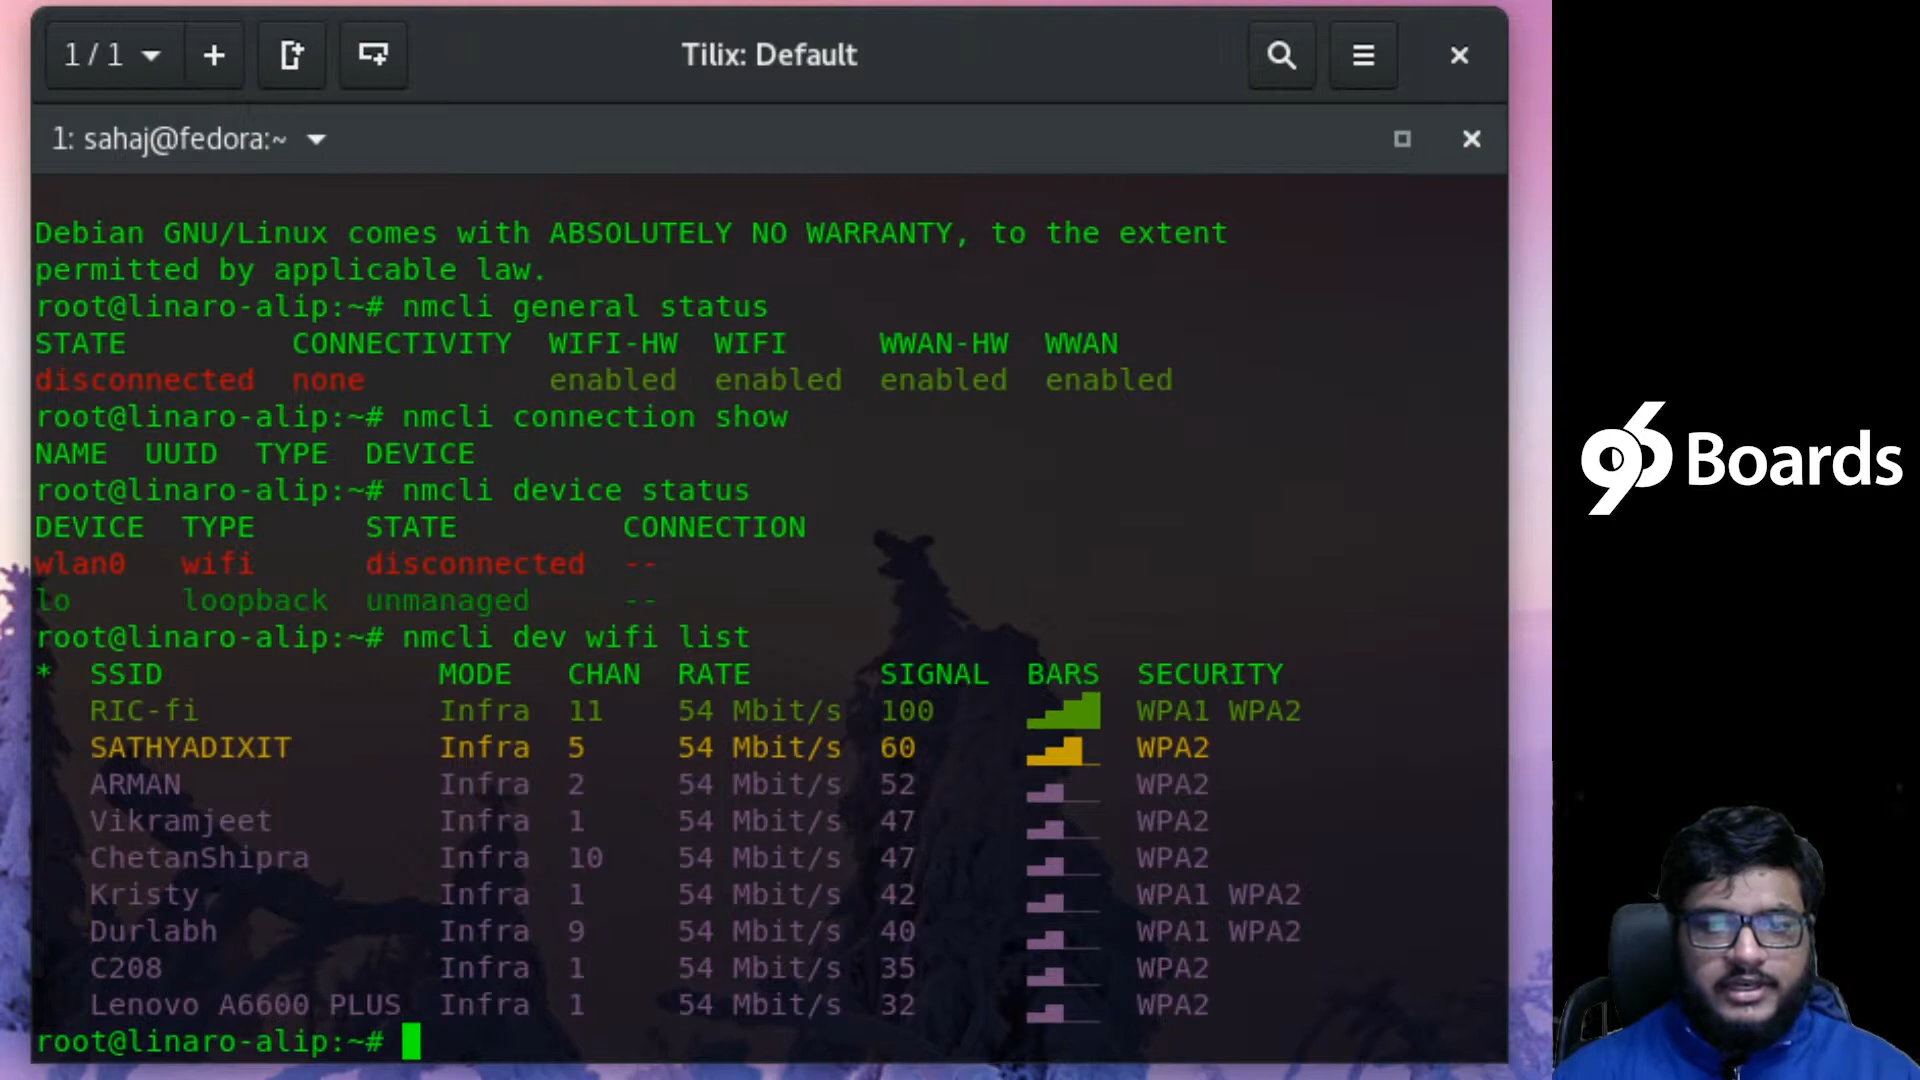 1 / 1
Tilix: Default
1: sahaj@fedora:~
Debian GNU/Linux comes with ABSOLUTELY NO WARRANTY, to the extent
permitted by applicable law.
root@linaro-alip:~# nmcli general status
STATE CONNECTIVITY WIFI-HW WIFI WWAN-HW WWAN
disconnected none enabled enabled enabled enabled
root@linaro-alip:~# nmcli connection show
NAME UUID TYPE DEVICE
root@linaro-alip:~# nmcli device status
DEVICE TYPE STATE CONNECTION
wlan0 wifi disconnected --
lo loopback unmanaged --
root@linaro-alip:~# nmcli dev wifi list
* SSID MODE CHAN RATE SIGNAL BARS SECURITY
RIC-fi Infra 11 54 Mbit/s 100 WPA1 WPA2
SATHYADIXIT Infra 5 54 Mbit/s 60 WPA2
ARMAN Infra 2 54 Mbit/s 52 WPA2
Vikramjeet Infra 1 54 Mbit/s 47 WPA2
ChetanShipra Infra 10 54 Mbit/s 47 WPA2
Kristy Infra 1 54 Mbit/s 42 WPA1 WPA2
Durlabh Infra 9 54 Mbit/s 40 WPA1 WPA2
C208 Infra 1 54 Mbit/s 35 WPA2
Lenovo A6600 PLUS Infra 1 54 Mbit/s 32 WPA2
root@linaro-alip:~#
96Boards